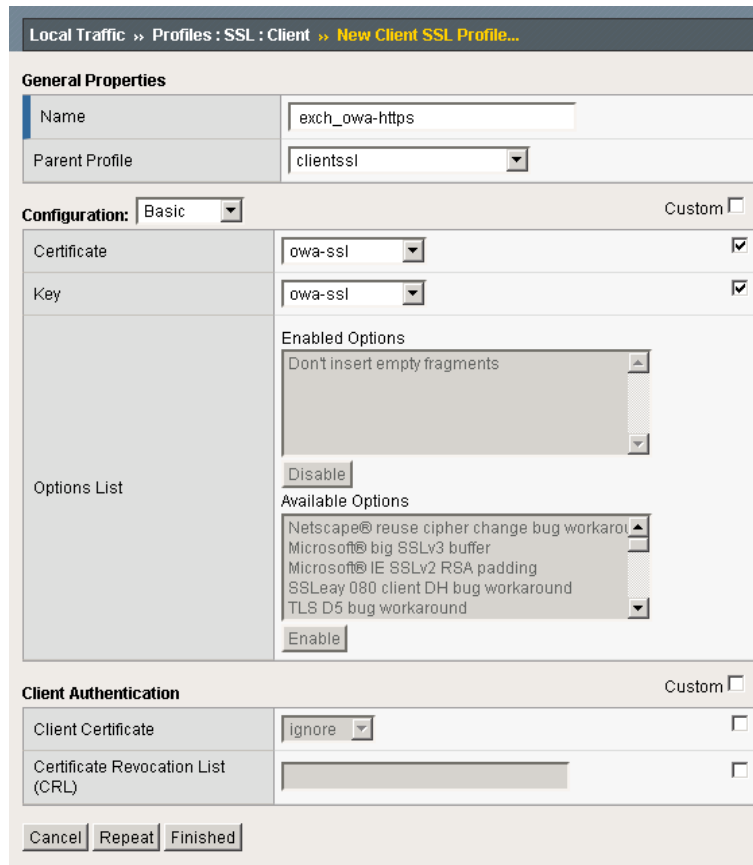 Local Traffic » Profiles : SSL : Client » New Client SSL Profile...
General Properties
Name exch_owa-https
Parent Profile clientssl
Configuration: Basic Custom
Certificate owa-ssl
Key owa-ssl
Options List
Enabled Options
Don't insert empty fragments
Disable
Available Options
Netscape® reuse cipher change bug workarou
Microsoft® big SSLv3 buffer
Microsoft® IE SSLv2 RSA padding
SSLeay 080 client DH bug workaround
TLS D5 bug workaround
Enable
Client Authentication Custom
Client Certificate ignore
Certificate Revocation List
(CRL)
Cancel Repeat Finished